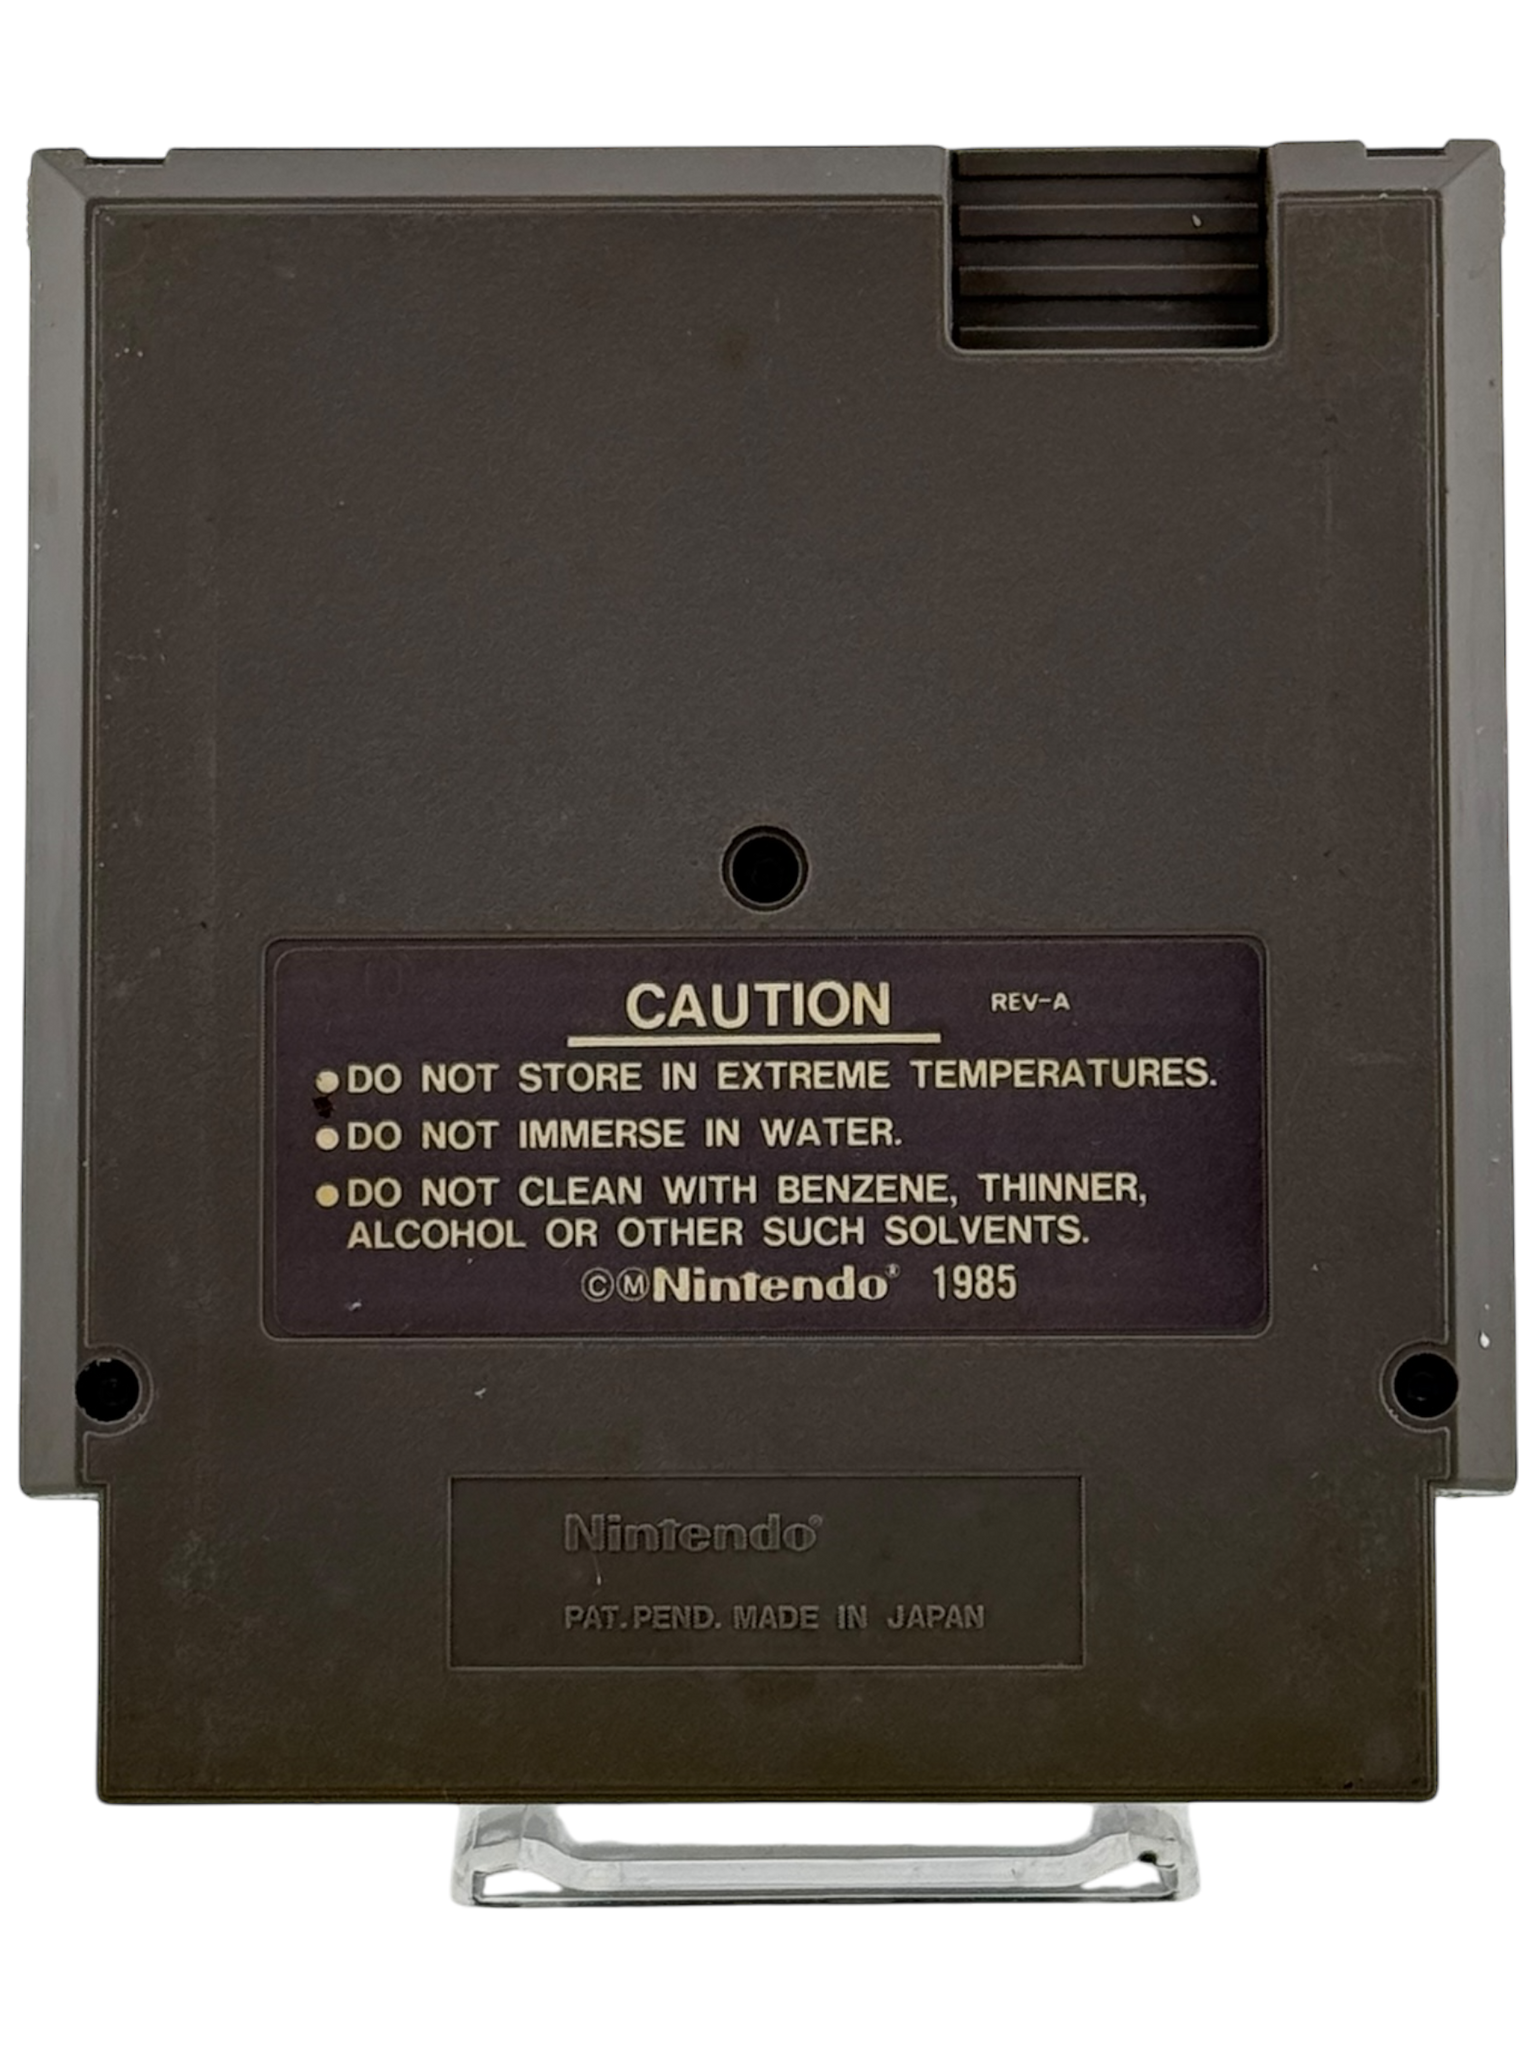 CAUTION REV-A
●DO NOT STORE IN EXTREME TEMPERATURES.
●DO NOT IMMERSE IN WATER.
●DO NOT CLEAN WITH BENZENE, THINNER,
ALCOHOL OR OTHER SUCH SOLVENTS.
©ⓂNintendo® 1985
Nintendo®
PAT.PEND. MADE IN JAPAN